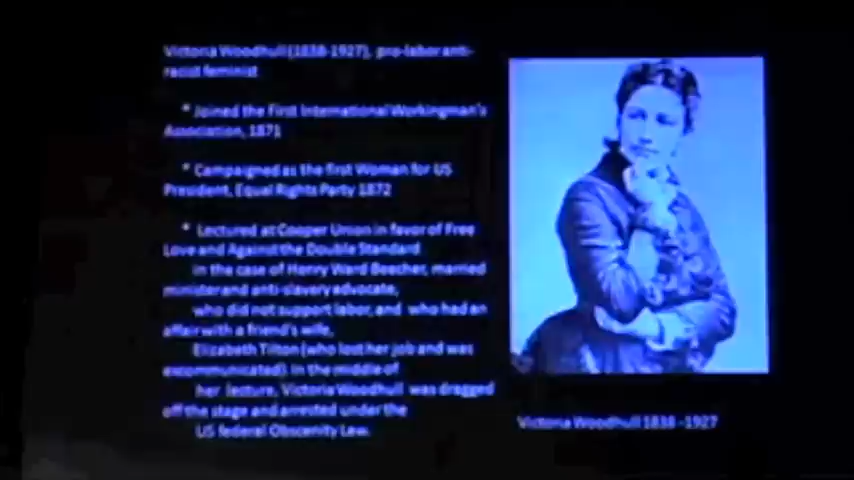 Victoria Woodhull (1838-1927), pro-labor anti-
racist feminist
* Joined the First International Workingman's
Association, 1871
* Campaigned as the first Woman for US
President, Equal Rights Party 1872
* Lectured at Cooper Union in favor of Free
Love and Against the Double Standard
in the case of Henry Ward Beecher, married
minister and anti-slavery advocate,
who did not support labor, and who had an
affair with a friend's wife,
Elizabeth Tilton (who lost her job and was
excommunicated). In the middle of
her lecture, Victoria Woodhull was dragged
off the stage and arrested under the
US federal Obscenity Law.
Victoria Woodhull 1838 -1927